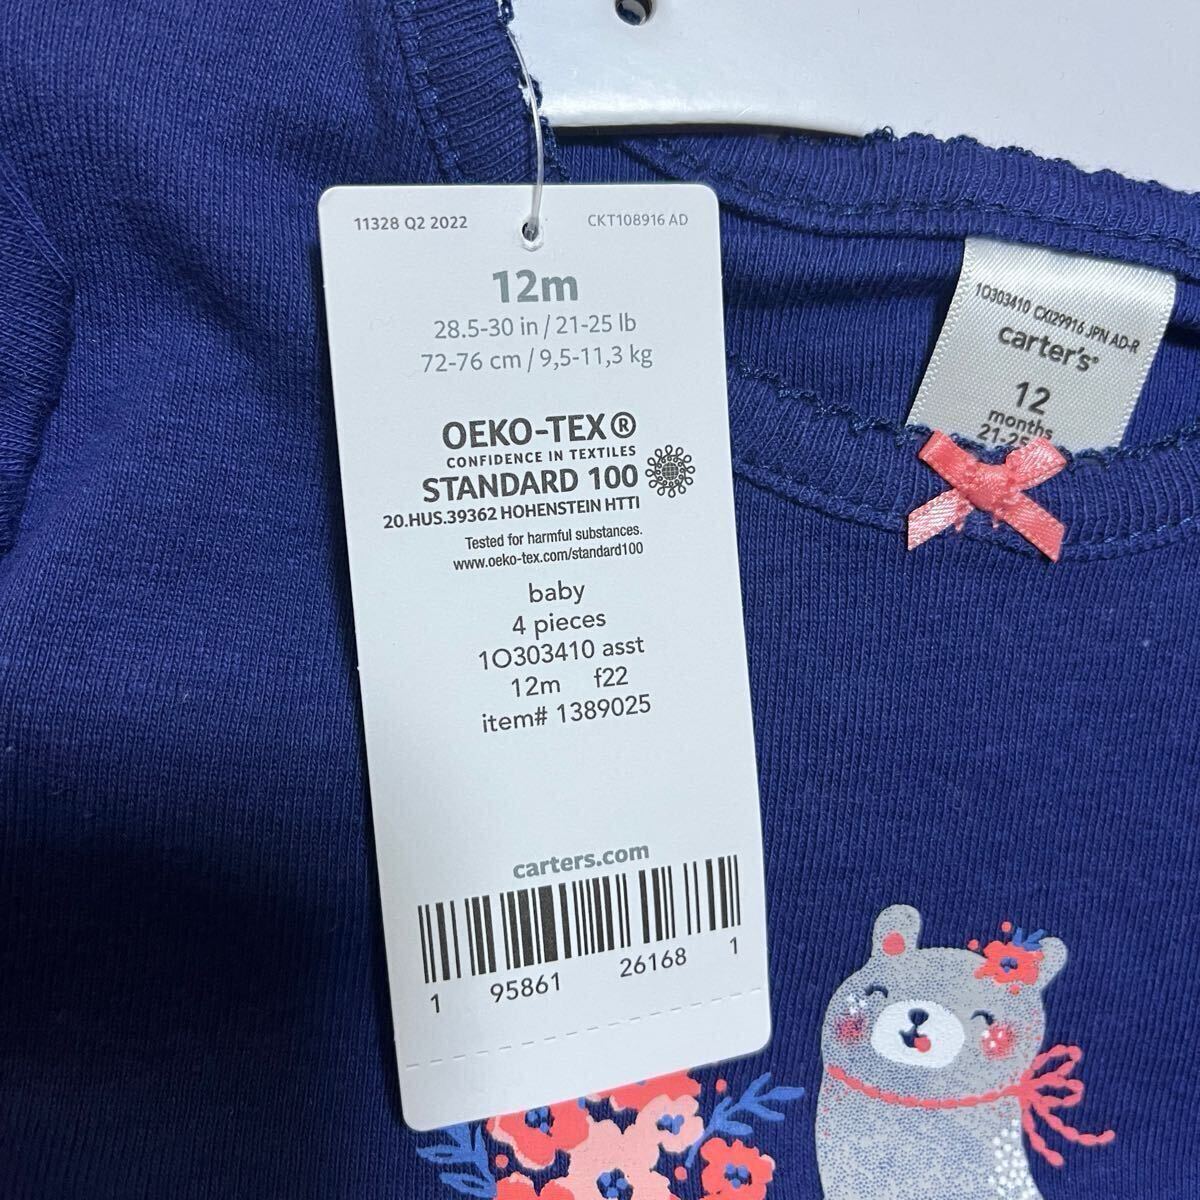 11328 Q2 2022
CKT108916 AD
12m
28.5-30 in / 21-25 lb
72-76 cm / 9,5-11,3 kg
OEKO-TEX®
CONFIDENCE IN TEXTILES
STANDARD 100
20.HUS.39362 HOHENSTEIN HTTI
Tested for harmful substances.
www.oeko-tex.com/standard100
baby
4 pieces
1O303410 asst
12m f22
item# 1389025
carters.com
1 95861 26168 1
1O303410 CXI29916 JPN AD-R
carter's®
12
months
21-25